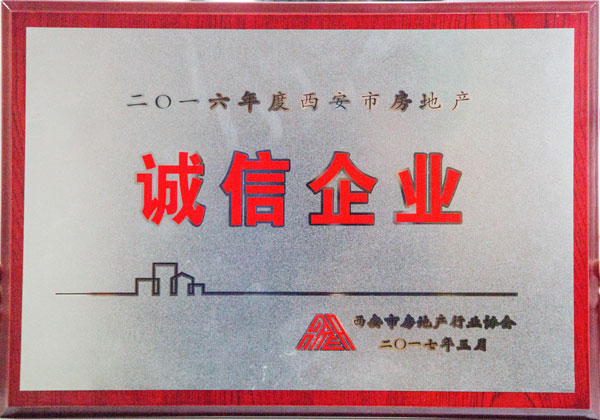 二〇一六年度西安市房地产
诚信企业
西安市房地产行业协会
二〇一七年三月